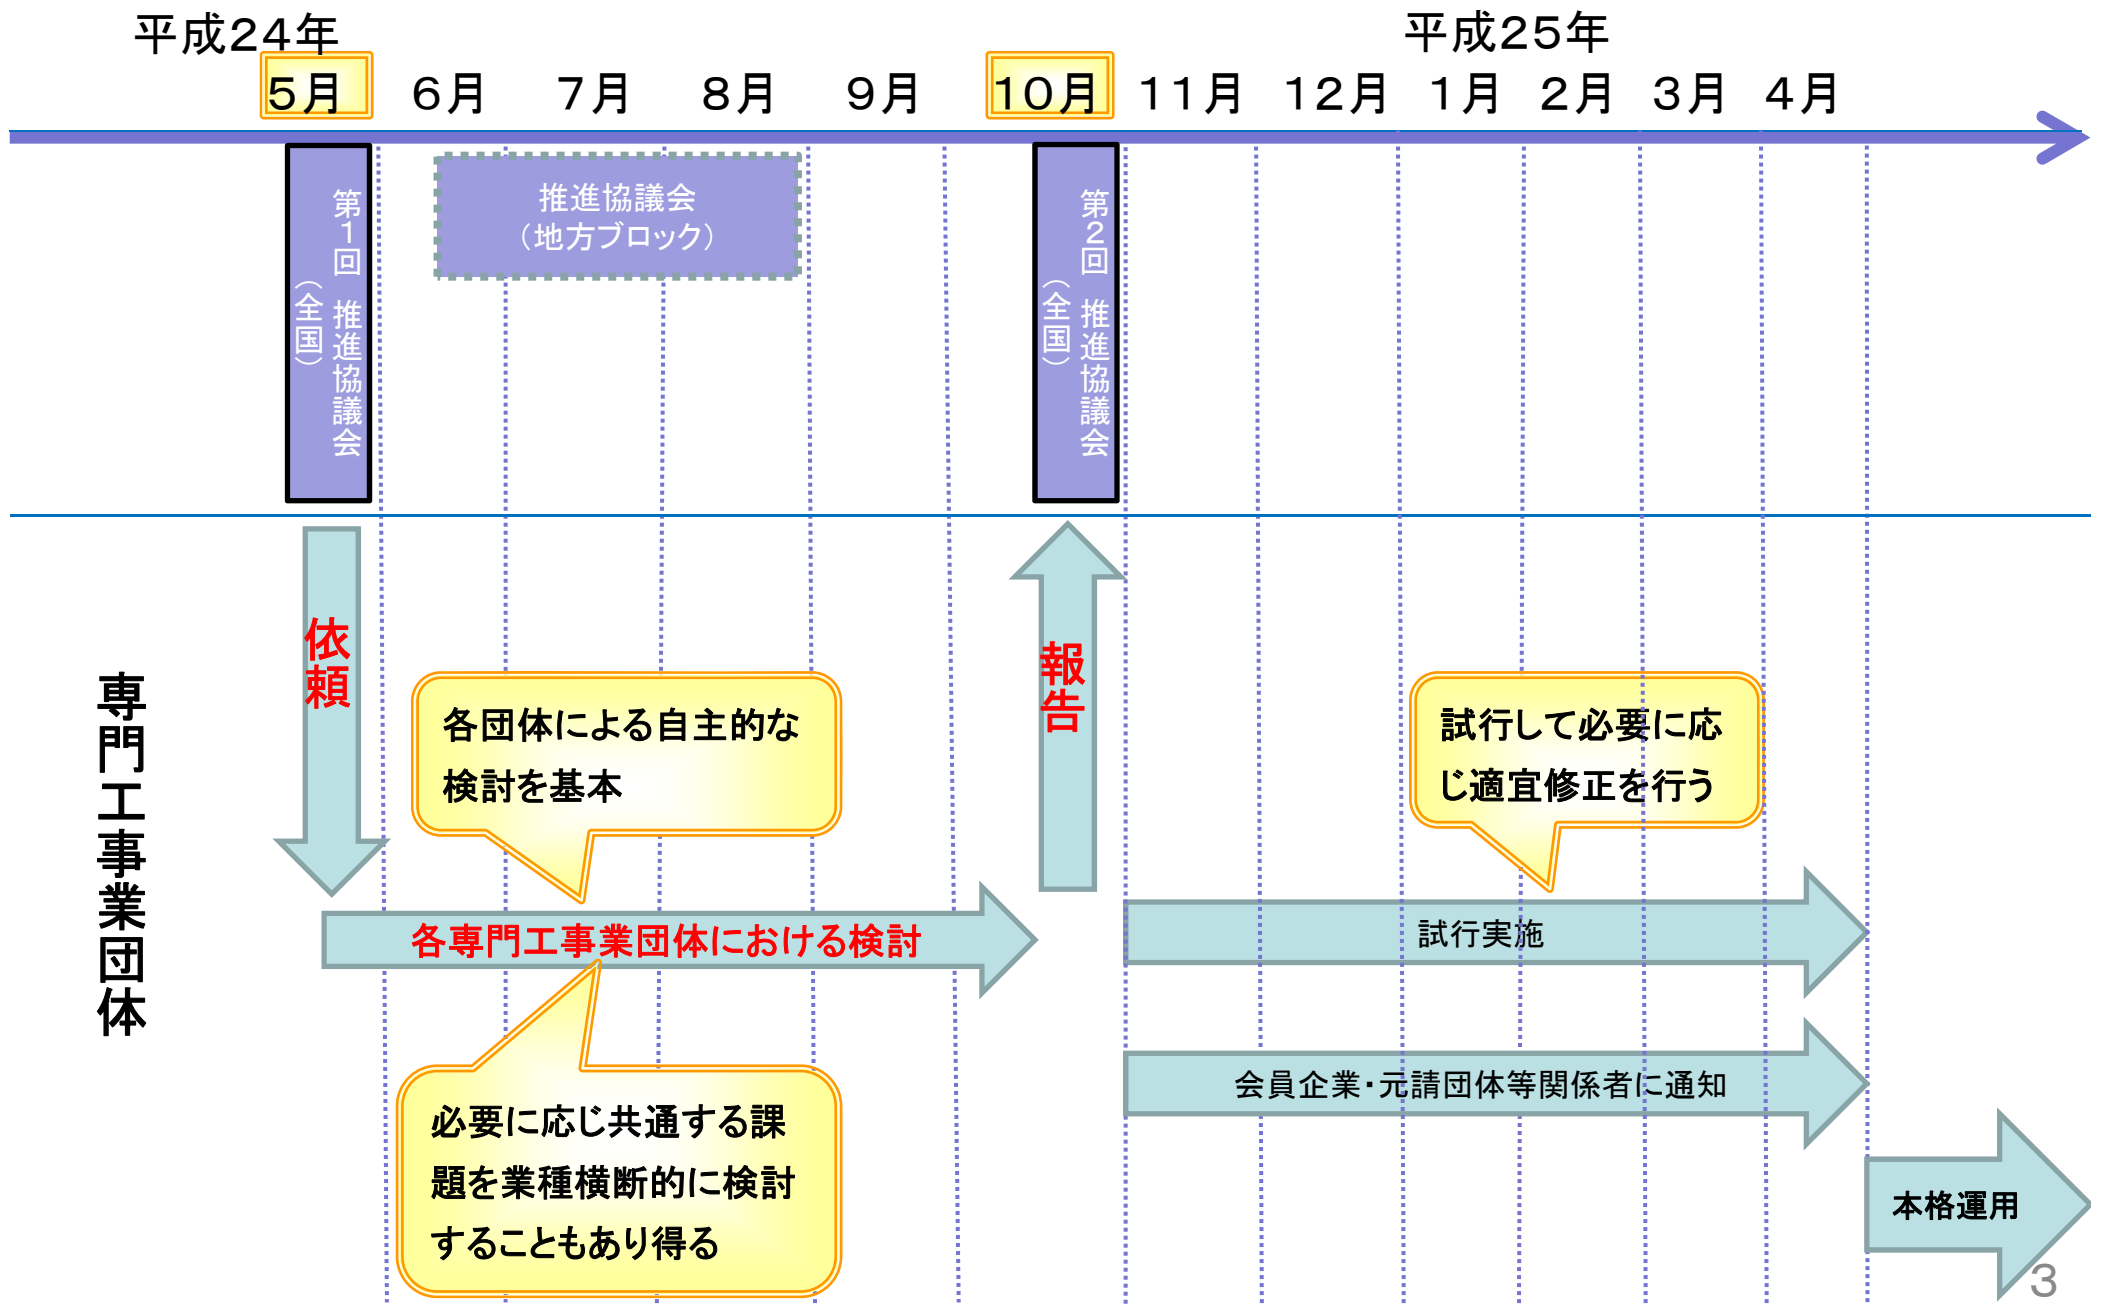 平成２４年
平成２５年
５月 ６月 ７月 ８月 ９月 １０月 １１月 １２月 １月 ２月 ３月 ４月
第１回 推進協議会
（全国）
推進協議会
（地方ブロック）
第２回 推進協議会
（全国）
専門工事業団体
依頼
報告
各団体による自主的な
検討を基本
試行して必要に応
じ適宜修正を行う
各専門工事業団体における検討
試行実施
必要に応じ共通する課
題を業種横断的に検討
することもあり得る
会員企業・元請団体等関係者に通知
本格運用
3